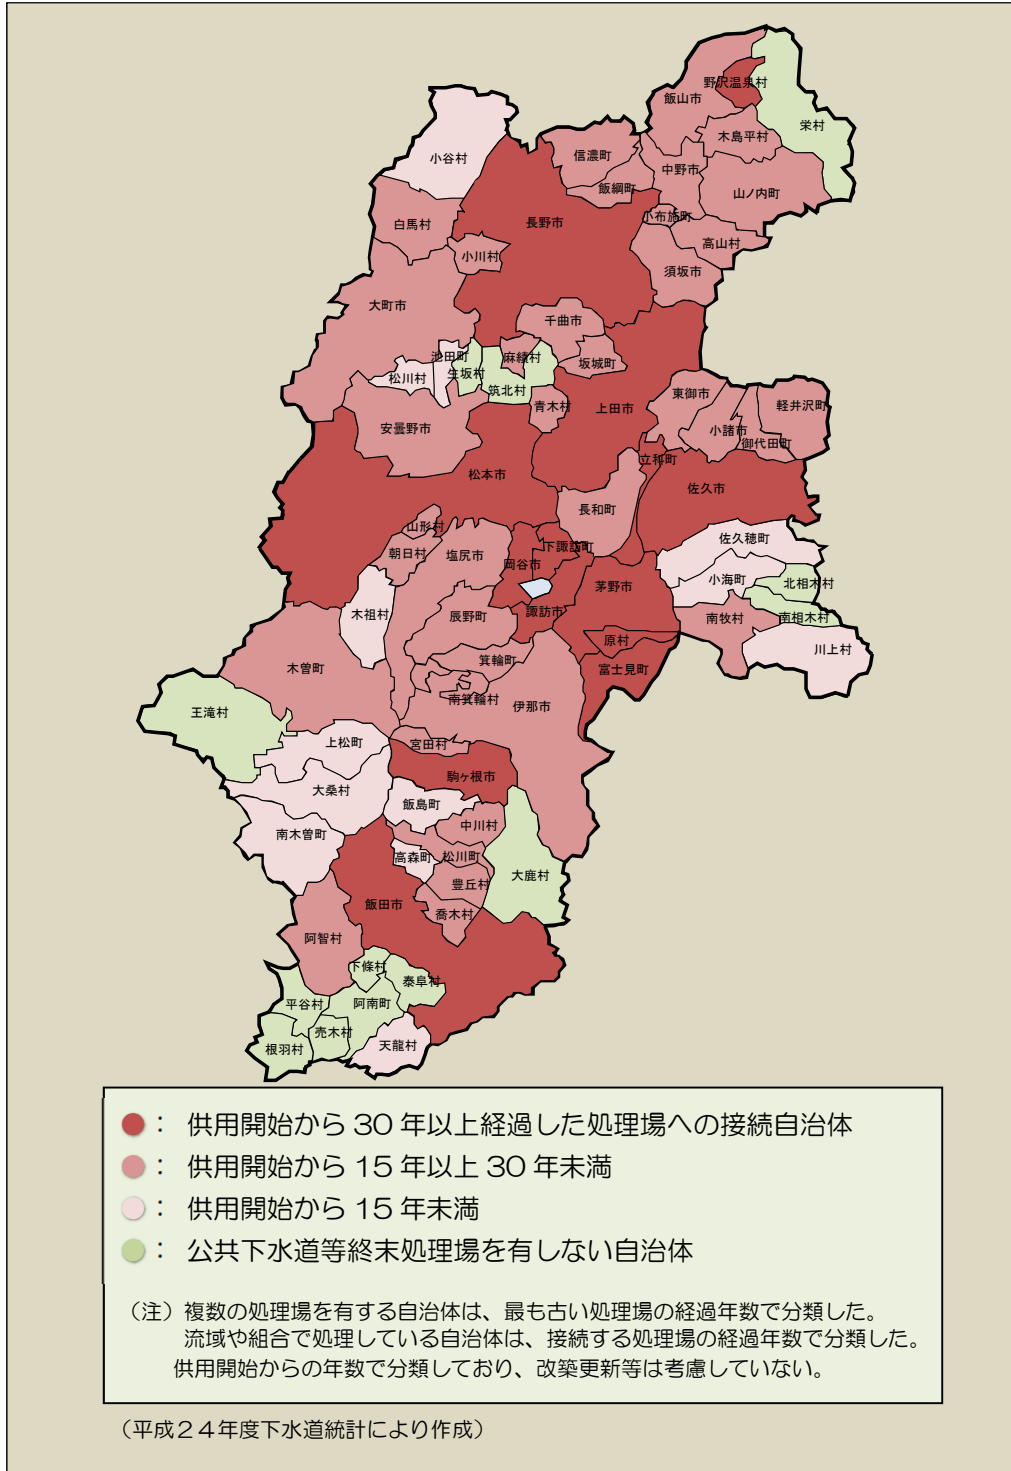 野沢温泉村
飯山市
栄村
木島平村
小谷村
信濃町
中野市
飯綱町
山ノ内町
白馬村
長野市
小布施町
高山村
小川村
須坂市
大町市
千曲市
池田町
麻績村
坂城町
松川村
生坂村
筑北村
東御市
軽井沢町
青木村
上田市
安曇野市
小諸市
御代田町
立科町
松本市
佐久市
長和町
山形村
佐久穂町
朝日村
塩尻市
下諏訪町
岡谷市
小海町
北相木村
茅野市
木祖村
辰野町
諏訪市
南牧村
南相木村
原村
川上村
箕輪町
木曽町
富士見町
南箕輪村
伊那市
王滝村
上松町
宮田村
駒ヶ根市
大桑村
飯島町
中川村
南木曽町
高森町
松川町
大鹿村
豊丘村
飯田市
喬木村
阿智村
下條村
泰阜村
平谷村
阿南町
売木村
根羽村
天龍村
： 供用開始から 30 年以上経過した処理場への接続自治体
： 供用開始から 15 年以上 30 年未満
： 供用開始から 15 年未満
： 公共下水道等終末処理場を有しない自治体
（注）複数の処理場を有する自治体は、最も古い処理場の経過年数で分類した。
流域や組合で処理している自治体は、接続する処理場の経過年数で分類した。
供用開始からの年数で分類しており、改築更新等は考慮していない。
（平成２４年度下水道統計により作成）